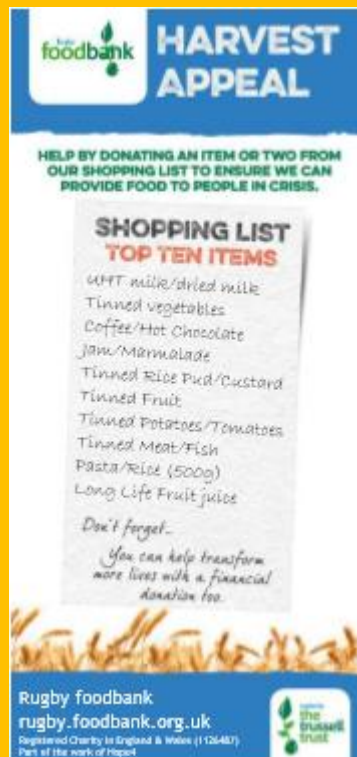 Rugby
foodbank
HARVEST
APPEAL
HELP BY DONATING AN ITEM OR TWO FROM
OUR SHOPPING LIST TO ENSURE WE CAN
PROVIDE FOOD TO PEOPLE IN CRISIS.
SHOPPING LIST
TOP TEN ITEMS
UHT milk/dried milk
Tinned vegetables
Coffee/Hot Chocolate
Jam/Marmalade
Tinned Rice Pud/Custard
Tinned Fruit
Tinned Potatoes/Tomatoes
Tinned Meat/Fish
Pasta/Rice (500g)
Long Life Fruit juice
Don't forget...
You can help transform
more lives with a financial
donation too.
Rugby foodbank
rugby.foodbank.org.uk
Registered Charity in England & Wales (1126487)
Part of the work of Hope4
the
trussell
trust